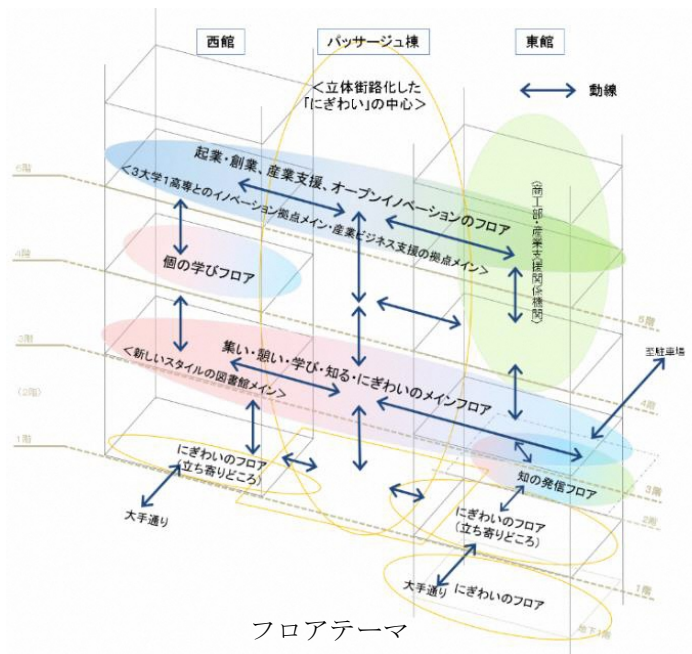 西館
パッサージュ棟
東館
<立体街路化した
「にぎわい」の中心>
動線
起業・創業、産業支援、オープンイノベーションのフロア
<3大学1高専とのイノベーション拠点メイン・産業ビジネス支援の拠点メイン>
(商工部・産業支援関係機関)
5階
個の学びフロア
4階
5階
集い・憩い・学び・知る・にぎわいのメインフロア
<新しいスタイルの図書館メイン>
3階
至駐車場
(2階)
4階
1階
にぎわいのフロア
(立ち寄りどころ)
知の発信フロア
3階
大手通り
にぎわいのフロア
(立ち寄りどころ)
2階
大手通り
にぎわいのフロア
1階
地下1階
フロアテーマ